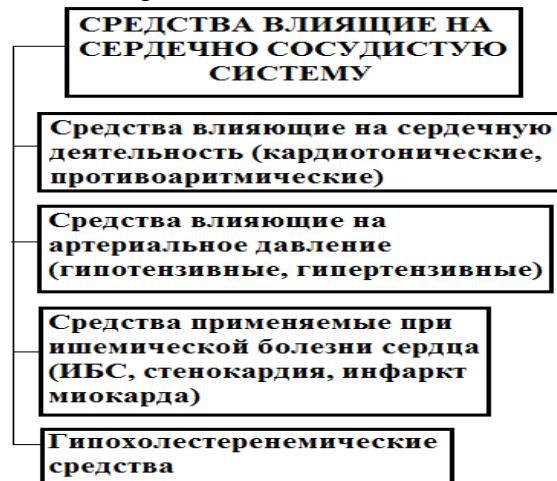 СРЕДСТВА ВЛИЯЩИЕ НА
СЕРДЕЧНО СОСУДИСТУЮ
СИСТЕМУ
Средства влияющие на сердечную
деятельность (кардиотонические,
противоаритмические)
Средства влияющие на
артериальное давление
(гипотензивные, гипертензивные)
Средства применяемые при
ишемической болезни сердца
(ИБС, стенокардия, инфаркт
миокарда)
Гипохолестеренемические
средства